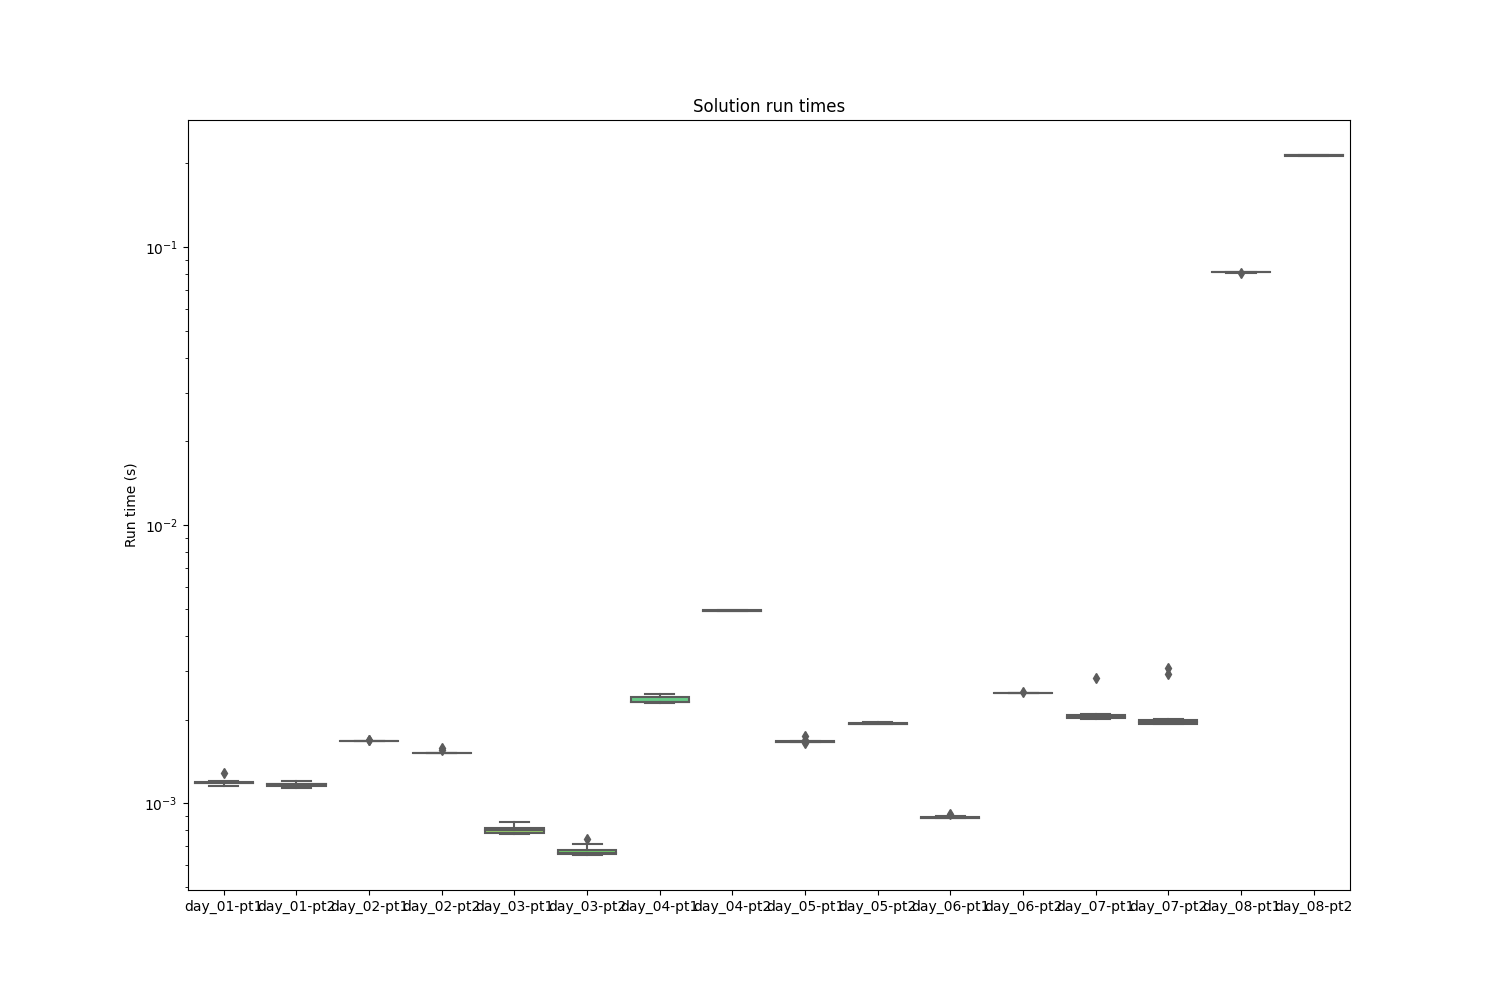 Solution run times
Run time (s)
10⁻¹
10⁻²
10⁻³
day_01-pt1 day_01-pt2 day_02-pt1 day_02-pt2 day_03-pt1 day_03-pt2 day_04-pt1 day_04-pt2 day_05-pt1 day_05-pt2 day_06-pt1 day_06-pt2 day_07-pt1 day_07-pt2 day_08-pt1 day_08-pt2